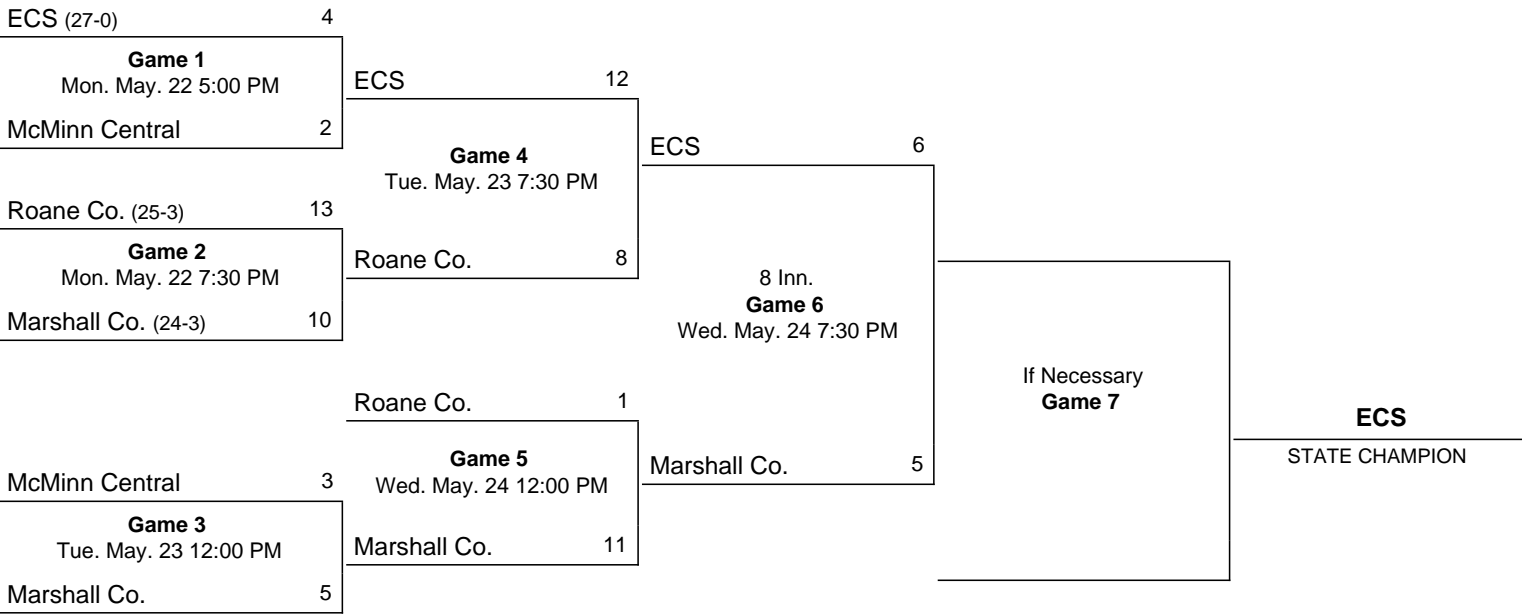 ECS (27-0) 4
Game 1
Mon. May. 22 5:00 PM
McMinn Central 2
Roane Co. (25-3) 13
Game 2
Mon. May. 22 7:30 PM
Marshall Co. (24-3) 10
McMinn Central 3
Game 3
Tue. May. 23 12:00 PM
Marshall Co. 5
ECS 12
Game 4
Tue. May. 23 7:30 PM
Roane Co. 8
Roane Co. 1
Game 5
Wed. May. 24 12:00 PM
Marshall Co. 11
ECS 6
8 Inn.
Game 6
Wed. May. 24 7:30 PM
Marshall Co. 5
If Necessary
Game 7
ECS
STATE CHAMPION